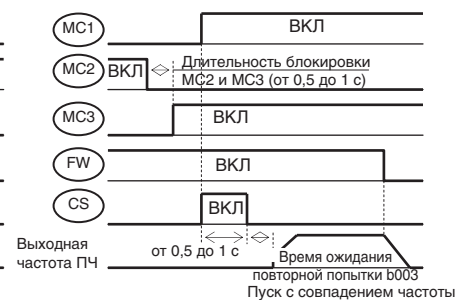 MC1 ВКЛ
MC2 ВКЛ Длительность блокировки
MC2 и MC3 (от 0,5 до 1 с)
MC3 ВКЛ
FW ВКЛ
CS ВКЛ
Выходная
частота ПЧ
от 0,5 до 1 с
Время ожидания
повторной попытки b003
Пуск с совпадением частоты